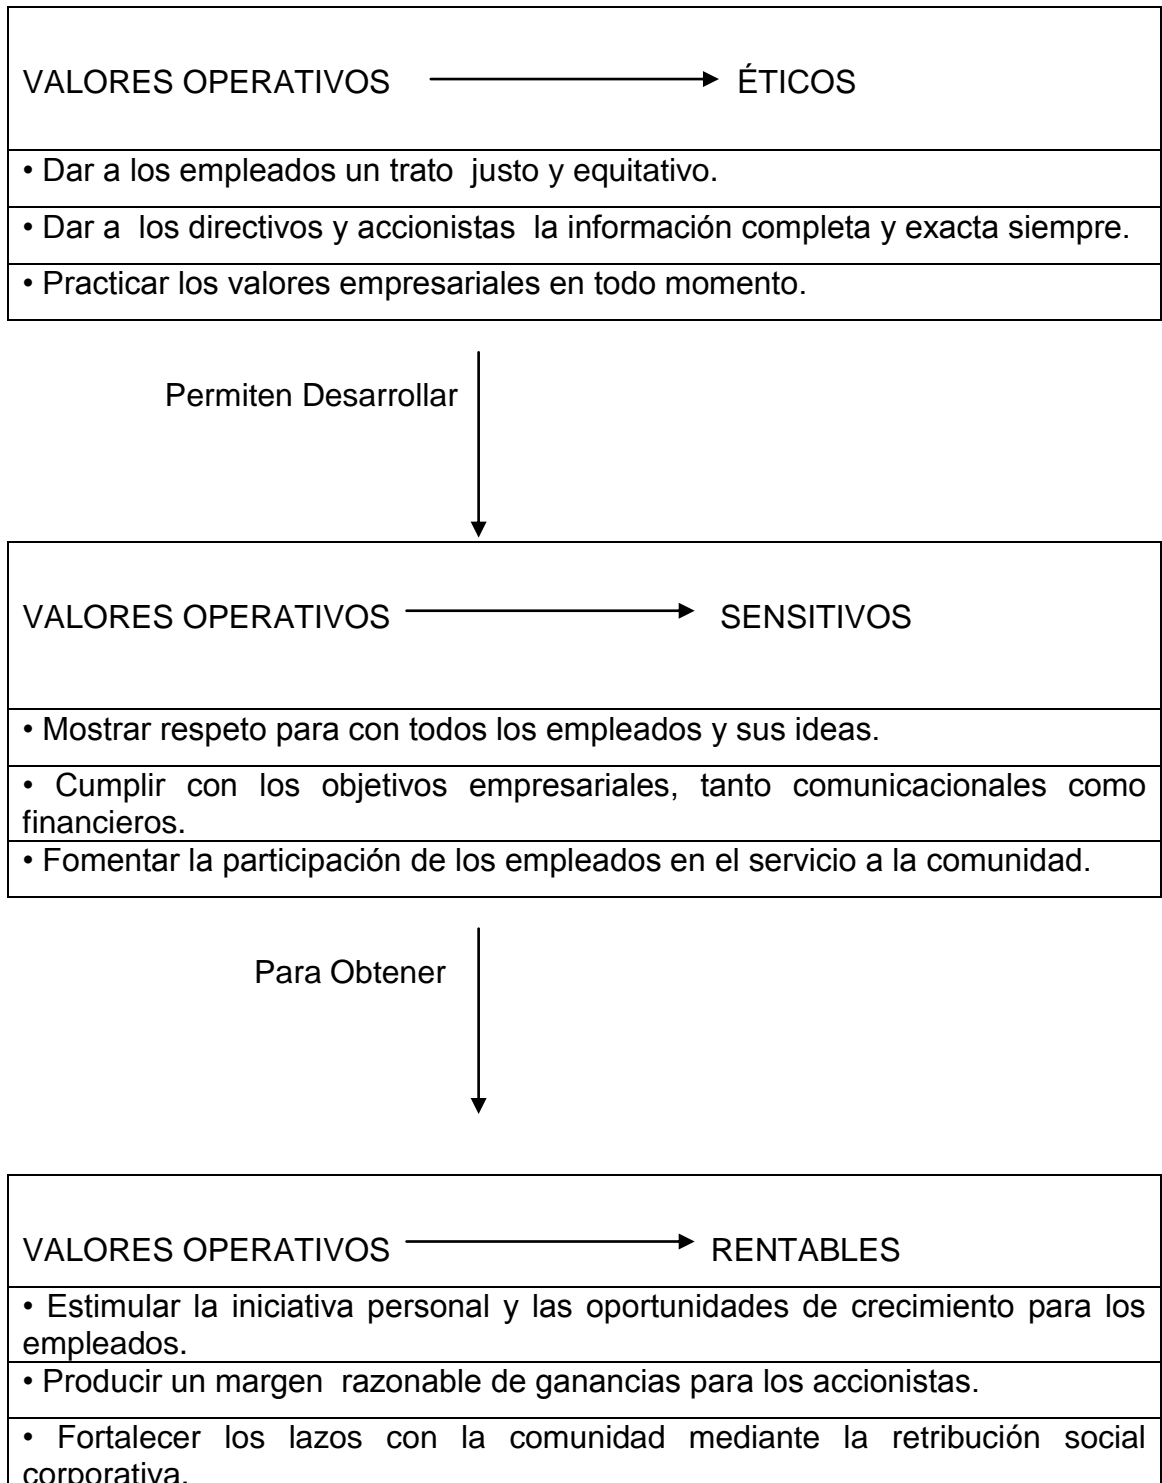 VALORES OPERATIVOS ÉTICOS
• Dar a los empleados un trato justo y equitativo.
• Dar a los directivos y accionistas la información completa y exacta siempre.
• Practicar los valores empresariales en todo momento.
Permiten Desarrollar
VALORES OPERATIVOS SENSITIVOS
• Mostrar respeto para con todos los empleados y sus ideas.
• Cumplir con los objetivos empresariales, tanto comunicacionales como
financieros.
• Fomentar la participación de los empleados en el servicio a la comunidad.
Para Obtener
VALORES OPERATIVOS RENTABLES
• Estimular la iniciativa personal y las oportunidades de crecimiento para los
empleados.
• Producir un margen razonable de ganancias para los accionistas.
• Fortalecer los lazos con la comunidad mediante la retribución social
corporativa.